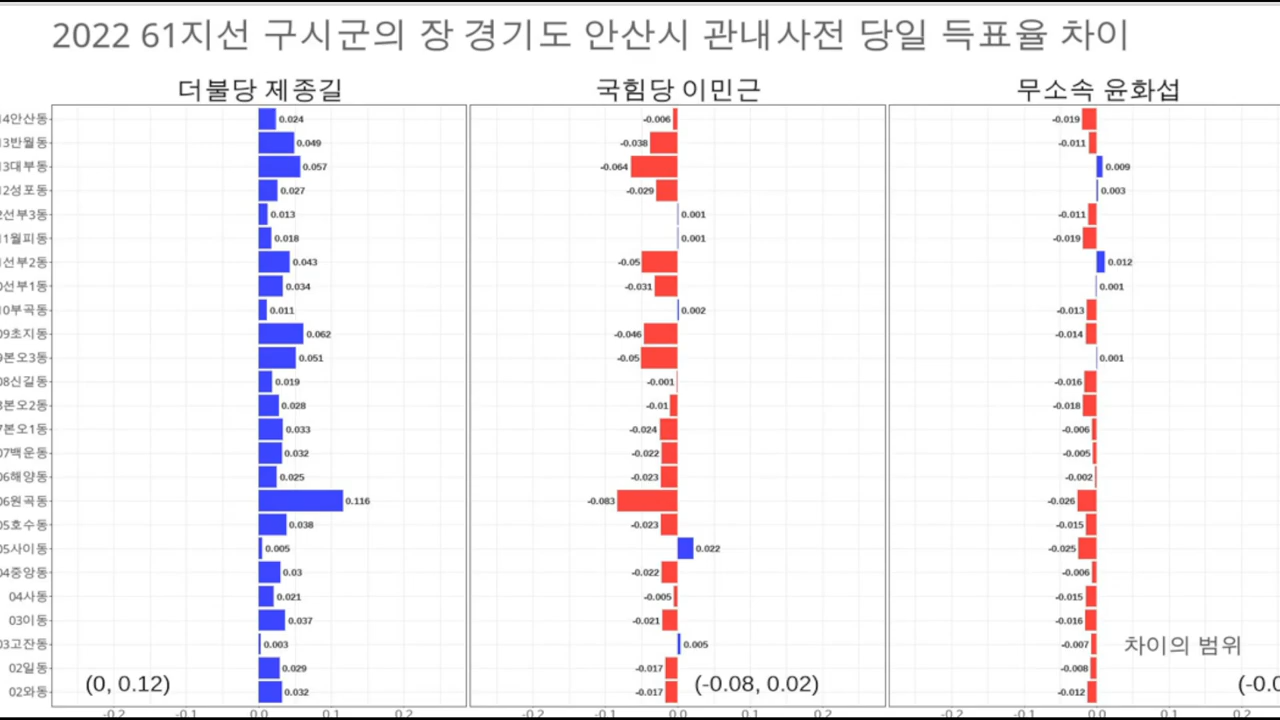 2022 61지선 구시군의 장 경기도 안산시 관내사전 당일 득표율 차이
더불당 제종길 국힘당 이민근 무소속 윤화섭
14안산동 0.024 -0.006 -0.019
13반월동 0.049 -0.038 -0.011
13대부동 0.057 -0.064 0.009
12성포동 0.027 -0.029 0.003
2선부3동 0.013 0.001 -0.011
11월피동 0.018 0.001 -0.019
1선부2동 0.043 -0.05 0.012
0선부1동 0.034 -0.031 0.001
10부곡동 0.011 0.002 -0.013
09초지동 0.062 -0.046 -0.014
9본오3동 0.051 -0.05 0.001
08신길동 0.019 -0.001 -0.016
8본오2동 0.028 -0.01 -0.018
7본오1동 0.033 -0.024 -0.006
07백운동 0.032 -0.022 -0.005
06해양동 0.025 -0.023 -0.002
06원곡동 0.116 -0.083 -0.026
05호수동 0.038 -0.023 -0.015
05사이동 0.005 0.022 -0.025
04중앙동 0.03 -0.022 -0.006
04사동 0.021 -0.005 -0.015
03이동 0.037 -0.021 -0.016
03고잔동 0.003 0.005 -0.007 차이의 범위
02일동 0.029 -0.017 -0.008
02와동 0.032 -0.017 -0.012
(0, 0.12) (-0.08, 0.02) (-0.0
-0.2 -0.1 0.0 0.1 0.2 -0.1 0.0 0.1 0.2 -0.2 -0.1 0.0 0.1 0.2